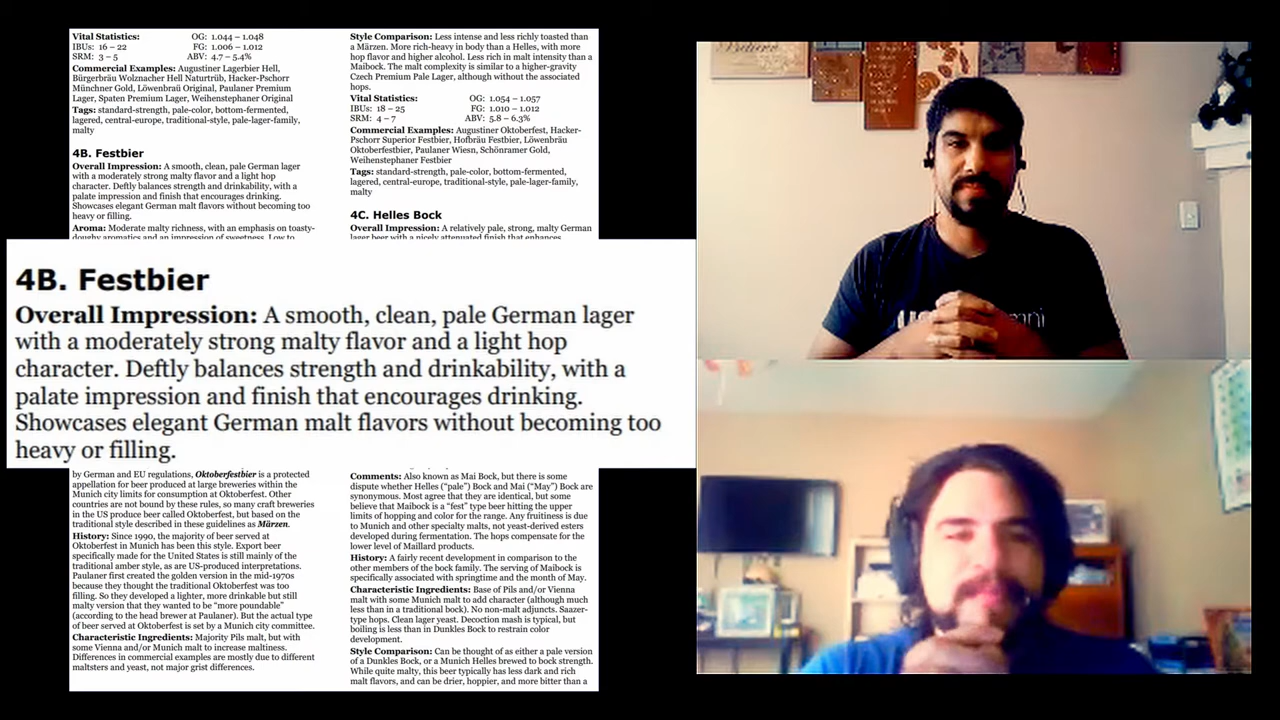 Vital Statistics: OG: 1.044 – 1.048
IBUs: 16 – 22 FG: 1.006 – 1.012
SRM: 3 – 5 ABV: 4.7 – 5.4%
Commercial Examples: Augustiner Lagerbier Hell,
Bürgerbräu Wolznacher Hell Naturtrüb, Hacker-Pschorr
Münchner Gold, Löwenbraü Original, Paulaner Premium
Lager, Spaten Premium Lager, Weihenstephaner Original
Tags: standard-strength, pale-color, bottom-fermented,
lagered, central-europe, traditional-style, pale-lager-family,
malty
4B. Festbier
Overall Impression: A smooth, clean, pale German lager
with a moderately strong malty flavor and a light hop
character. Deftly balances strength and drinkability, with a
palate impression and finish that encourages drinking.
Showcases elegant German malt flavors without becoming too
heavy or filling.
Aroma: Moderate malty richness, with an emphasis on toasty-
doughy aromatics and an impression of sweetness. Low to
4B. Festbier
Overall Impression: A smooth, clean, pale German lager
with a moderately strong malty flavor and a light hop
character. Deftly balances strength and drinkability, with a
palate impression and finish that encourages drinking.
Showcases elegant German malt flavors without becoming too
heavy or filling.
by German and EU regulations, Oktoberfestbier is a protected
appellation for beer produced at large breweries within the
Munich city limits for consumption at Oktoberfest. Other
countries are not bound by these rules, so many craft breweries
in the US produce beer called Oktoberfest, but based on the
traditional style described in these guidelines as Märzen.
History: Since 1990, the majority of beer served at
Oktoberfest in Munich has been this style. Export beer
specifically made for the United States is still mainly of the
traditional amber style, as are US-produced interpretations.
Paulaner first created the golden version in the mid-1970s
because they thought the traditional Oktoberfest was too
filling. So they developed a lighter, more drinkable but still
malty version that they wanted to be “more poundable”
(according to the head brewer at Paulaner). But the actual type
of beer served at Oktoberfest is set by a Munich city committee.
Characteristic Ingredients: Majority Pils malt, but with
some Vienna and/or Munich malt to increase maltiness.
Differences in commercial examples are mostly due to different
maltsters and yeast, not major grist differences.
Style Comparison: Less intense and less richly toasted than
a Märzen. More rich-heavy in body than a Helles, with more
hop flavor and higher alcohol. Less rich in malt intensity than a
Maibock. The malt complexity is similar to a higher-gravity
Czech Premium Pale Lager, although without the associated
hops.
Vital Statistics: OG: 1.054 – 1.057
IBUs: 18 – 25 FG: 1.010 – 1.012
SRM: 4 – 7 ABV: 5.8 – 6.3%
Commercial Examples: Augustiner Oktoberfest, Hacker-
Pschorr Superior Festbier, Hofbräu Festbier, Löwenbräu
Oktoberfestbier, Paulaner Wiesn, Schönramer Gold,
Weihenstephaner Festbier
Tags: standard-strength, pale-color, bottom-fermented,
lagered, central-europe, traditional-style, pale-lager-family,
malty
4C. Helles Bock
Overall Impression: A relatively pale, strong, malty German
lager beer with a nicely attenuated finish that enhances
Comments: Also known as Mai Bock, but there is some
dispute whether Helles (“pale”) Bock and Mai (“May”) Bock are
synonymous. Most agree that they are identical, but some
believe that Maibock is a “fest” type beer hitting the upper
limits of hopping and color for the range. Any fruitiness is due
to Munich and other specialty malts, not yeast-derived esters
developed during fermentation. The hops compensate for the
lower level of Maillard products.
History: A fairly recent development in comparison to the
other members of the bock family. The serving of Maibock is
specifically associated with springtime and the month of May.
Characteristic Ingredients: Base of Pils and/or Vienna
malt with some Munich malt to add character (although much
less than in a traditional bock). No non-malt adjuncts. Saazer-
type hops. Clean lager yeast. Decoction mash is typical, but
boiling is less than in Dunkles Bock to restrain color
development.
Style Comparison: Can be thought of as either a pale version
of a Dunkles Bock, or a Munich Helles brewed to bock strength.
While quite malty, this beer typically has less dark and rich
malt flavors, and can be drier, hoppier, and more bitter than a